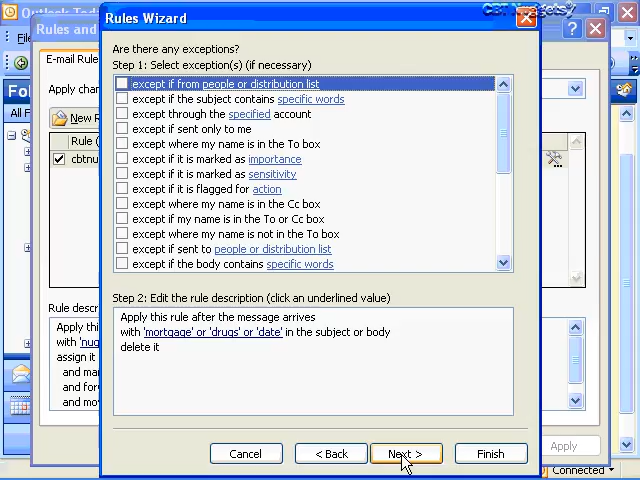 Outlook Today
CBT Nuggets
Rules Wizard
Rules and
File
E-mail Rule
Apply chan
New R
Rule (
cbtnu
Fol
All F
Are there any exceptions?
Step 1: Select exception(s) (if necessary)
except if from people or distribution list
except if the subject contains specific words
except through the specified account
except if sent only to me
except where my name is in the To box
except if it is marked as importance
except if it is marked as sensitivity
except if it is flagged for action
except where my name is in the Cc box
except if my name is in the To or Cc box
except where my name is not in the To box
except if sent to people or distribution list
except if the body contains specific words
Step 2: Edit the rule description (click an underlined value)
Apply this rule after the message arrives
with 'mortgage' or 'drugs' or 'date' in the subject or body
delete it
Rule descr
Apply this
with 'nug
assign it
and mar
and for
and mov
Cancel
< Back
Next >
Finish
Apply
Connected